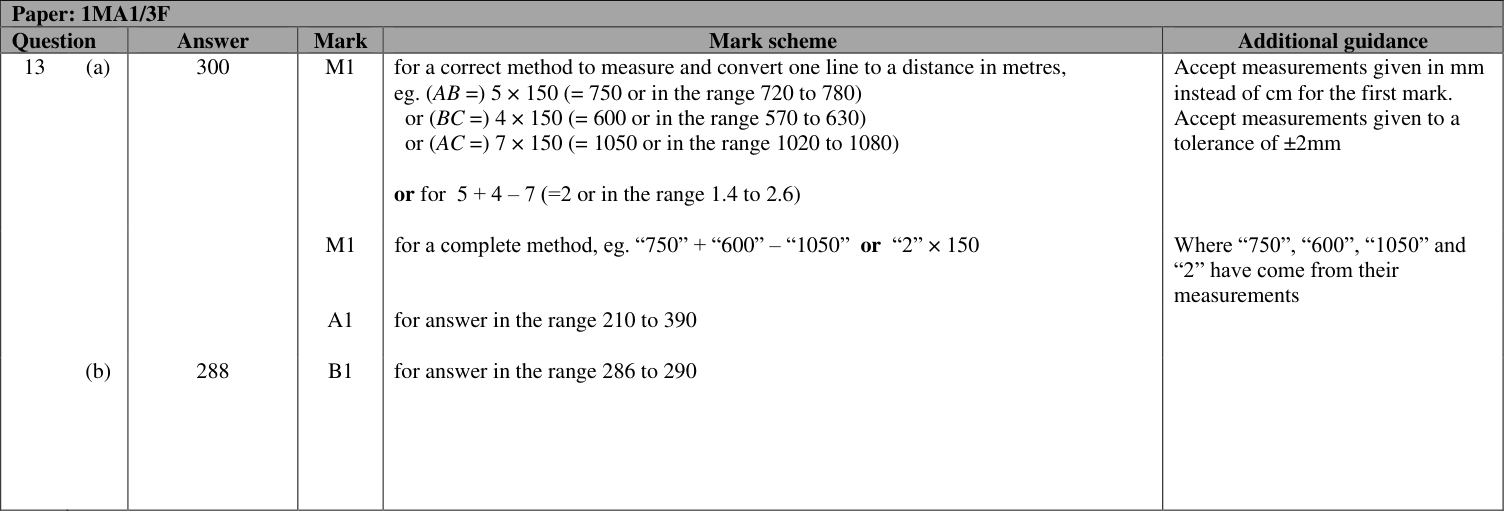 Paper: 1MA1/3F
Question Answer Mark Mark scheme Additional guidance
13 (a) 300 M1 for a correct method to measure and convert one line to a distance in metres, Accept measurements given in mm
eg. (AB =) 5 × 150 (= 750 or in the range 720 to 780) instead of cm for the first mark.
or (BC =) 4 × 150 (= 600 or in the range 570 to 630) Accept measurements given to a
or (AC =) 7 × 150 (= 1050 or in the range 1020 to 1080) tolerance of ±2mm
or for 5 + 4 – 7 (=2 or in the range 1.4 to 2.6)
M1 for a complete method, eg. “750” + “600” – “1050” or “2” × 150 Where “750”, “600”, “1050” and
“2” have come from their
measurements
A1 for answer in the range 210 to 390
(b) 288 B1 for answer in the range 286 to 290